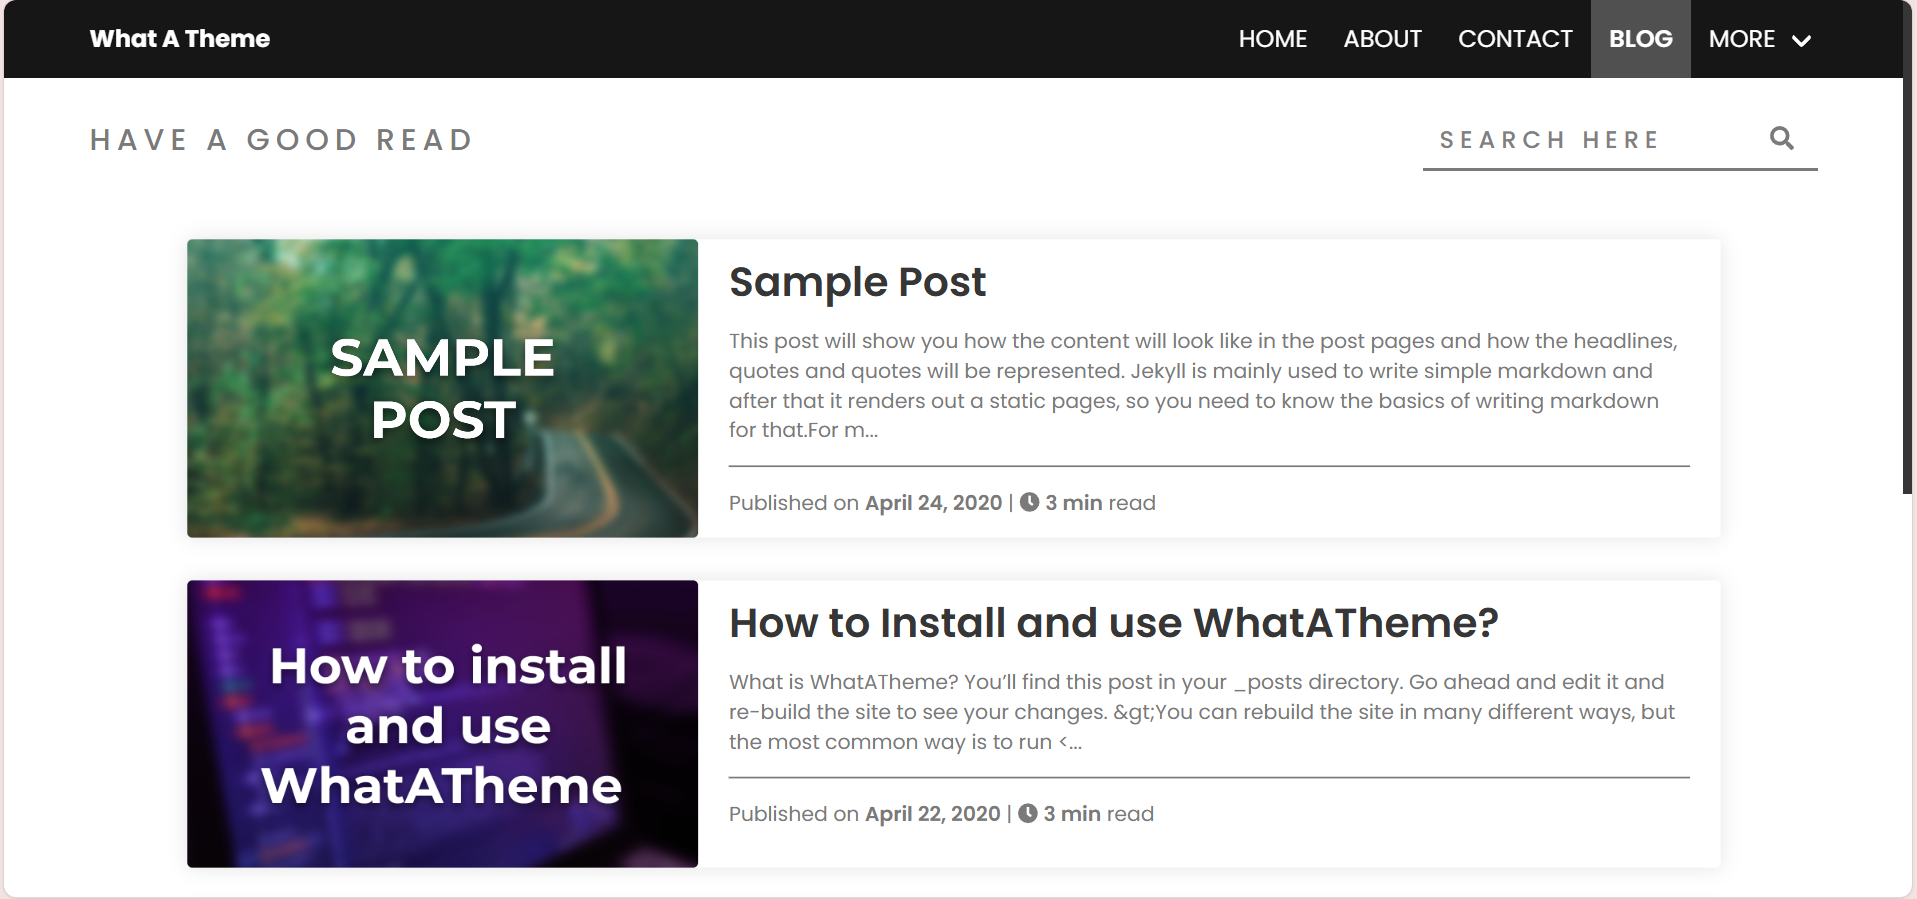 What A Theme
HOME ABOUT CONTACT BLOG MORE
HAVE A GOOD READ
SEARCH HERE
SAMPLE
POST
Sample Post
This post will show you how the content will look like in the post pages and how the headlines,
quotes and quotes will be represented. Jekyll is mainly used to write simple markdown and
after that it renders out a static pages, so you need to know the basics of writing markdown
for that.For m...
Published on April 24, 2020 | 3 min read
How to install
and use
WhatATheme
How to Install and use WhatATheme?
What is WhatATheme? You’ll find this post in your _posts directory. Go ahead and edit it and
re-build the site to see your changes. &gt;You can rebuild the site in many different ways, but
the most common way is to run <...
Published on April 22, 2020 | 3 min read